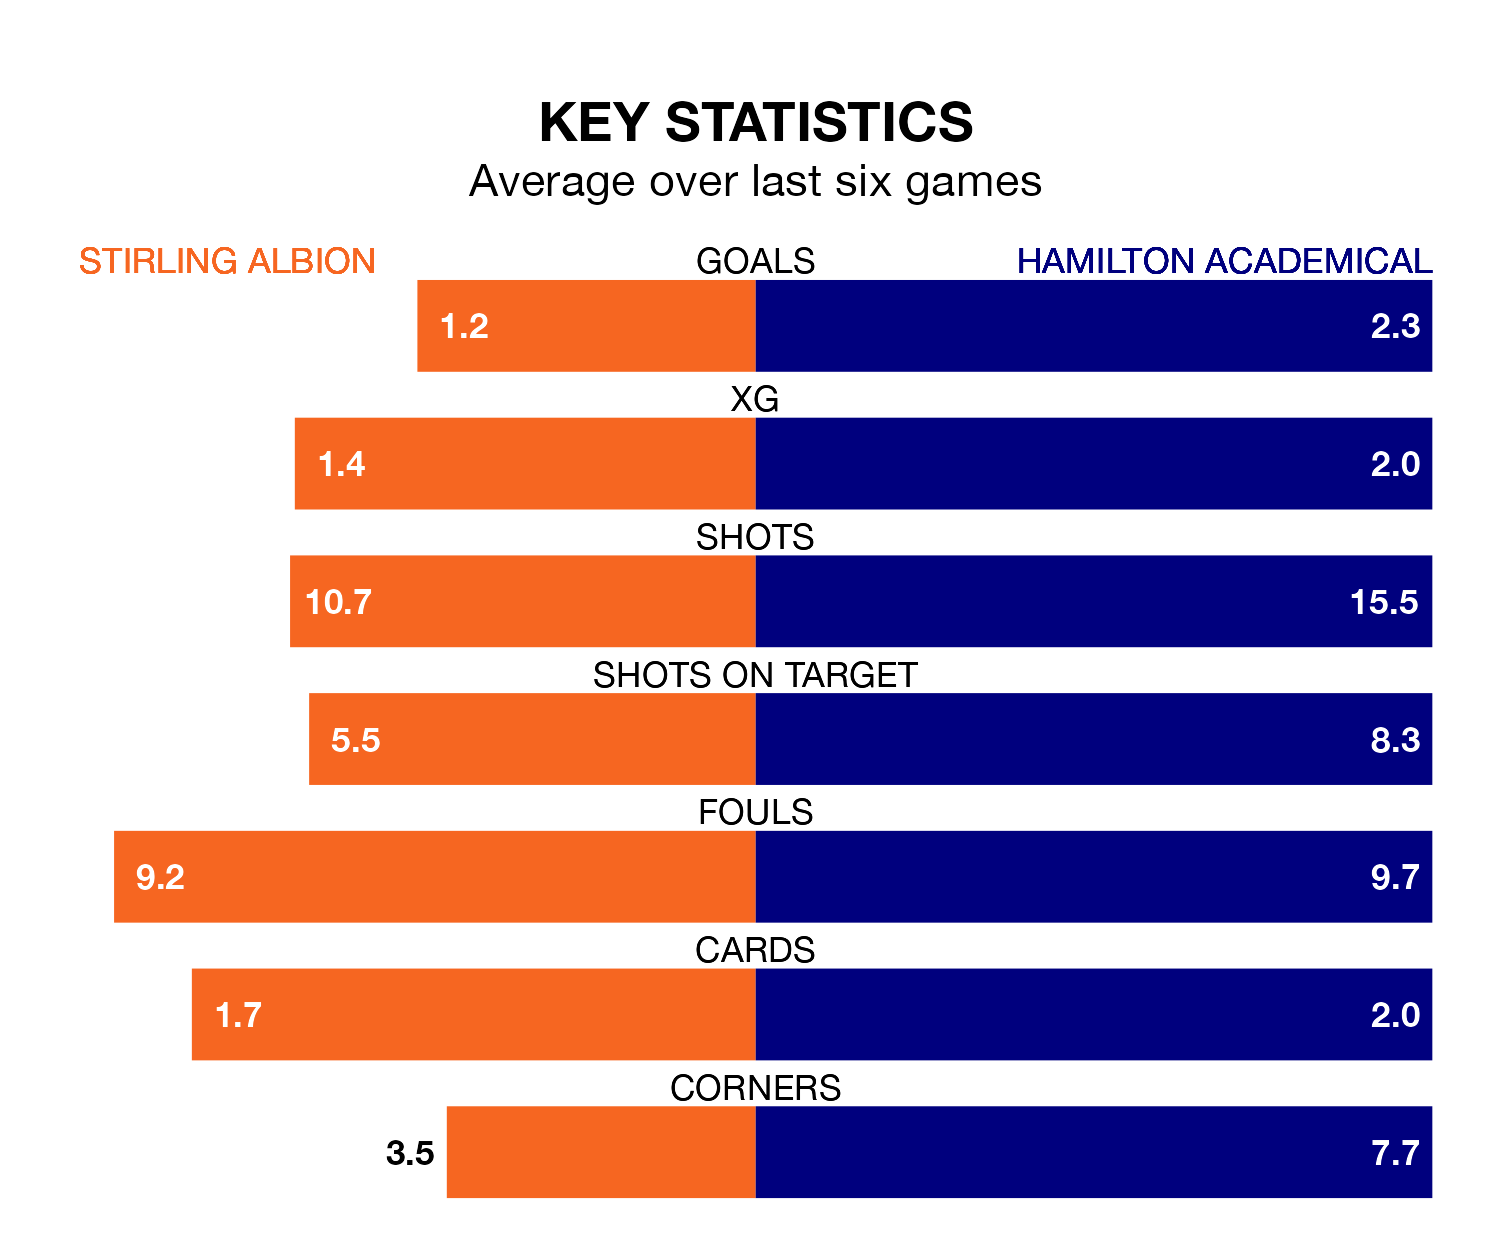 KEY STATISTICS
Average over last six games
STIRLING ALBION GOALS HAMILTON ACADEMICAL
1.2 2.3
XG
1.4 2.0
SHOTS
10.7 15.5
SHOTS ON TARGET
5.5 8.3
FOULS
9.2 9.7
CARDS
1.7 2.0
CORNERS
3.5 7.7